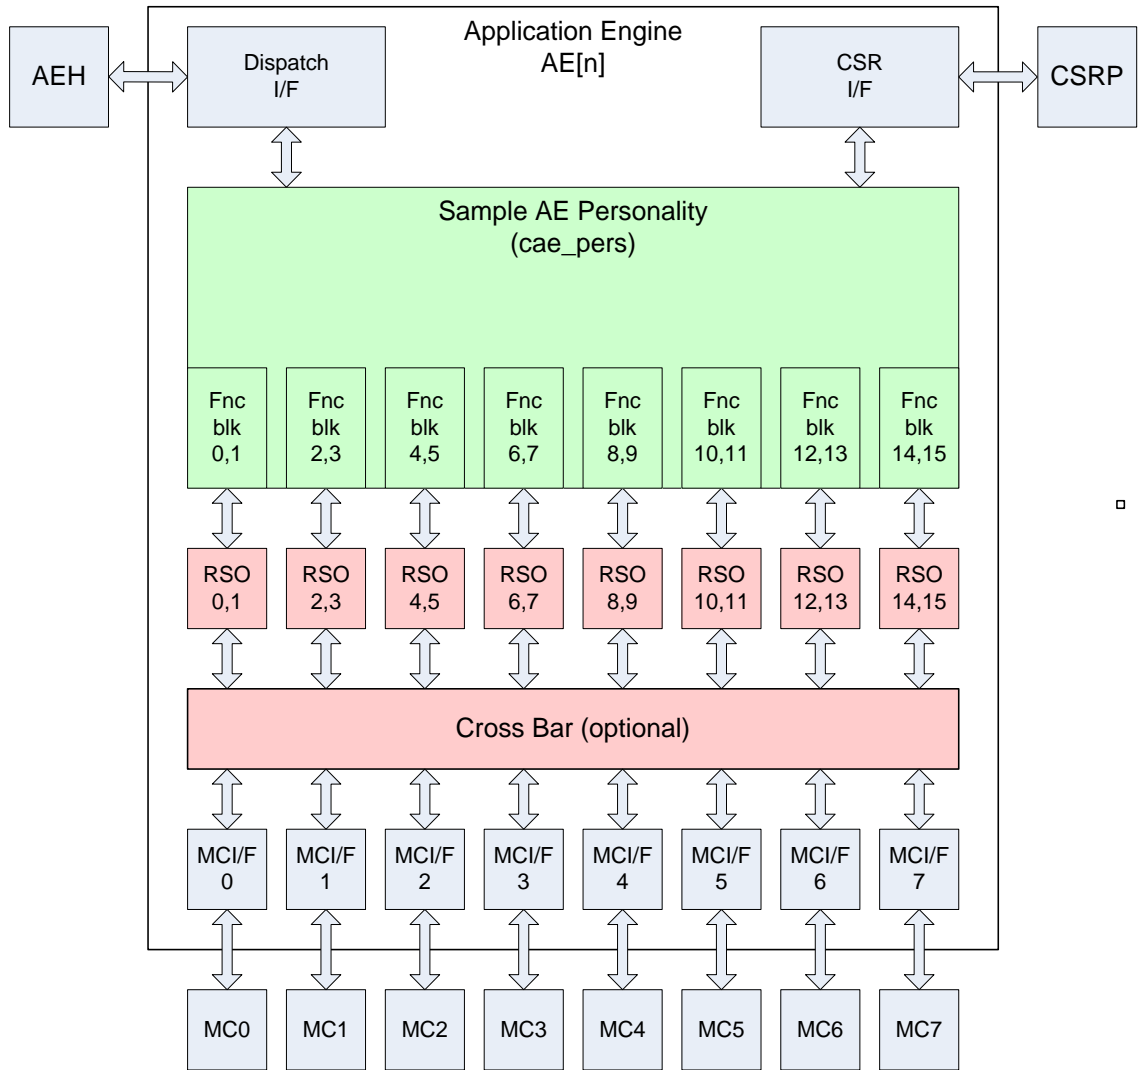 Application Engine
AE[n]
AEH
Dispatch
I/F
CSR
I/F
CSRP
Sample AE Personality
(cae_pers)
Fnc
blk
0,1
Fnc
blk
2,3
Fnc
blk
4,5
Fnc
blk
6,7
Fnc
blk
8,9
Fnc
blk
10,11
Fnc
blk
12,13
Fnc
blk
14,15
RSO
0,1
RSO
2,3
RSO
4,5
RSO
6,7
RSO
8,9
RSO
10,11
RSO
12,13
RSO
14,15
Cross Bar (optional)
MCI/F
0
MCI/F
1
MCI/F
2
MCI/F
3
MCI/F
4
MCI/F
5
MCI/F
6
MCI/F
7
MC0
MC1
MC2
MC3
MC4
MC5
MC6
MC7